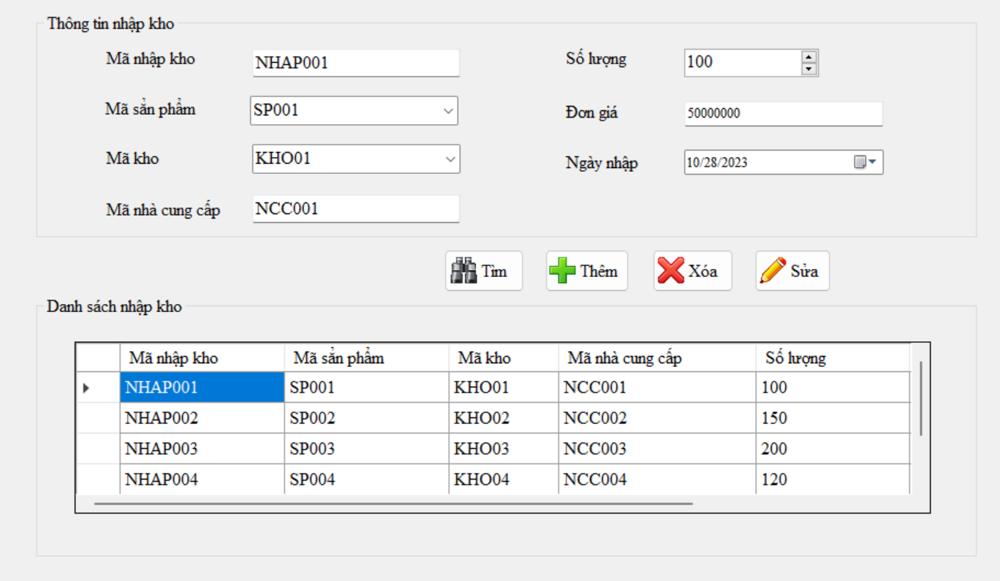 Thông tin nhập kho
Mã nhập kho NHAP001 Số lượng 100
Mã sẳn phẩm SP001 Đơn giá 50000000
Mã kho KHO01 Ngày nhập 10/28/2023
Mã nhà cung cấp NCC001
Tìm Thêm Xóa Sửa
Danh sách nhập kho
Mã nhập kho Mã sẳn phẩm Mã kho Mã nhà cung cấp Số lượng
NHAP001 SP001 KHO01 NCC001 100
NHAP002 SP002 KHO02 NCC002 150
NHAP003 SP003 KHO03 NCC003 200
NHAP004 SP004 KHO04 NCC004 120